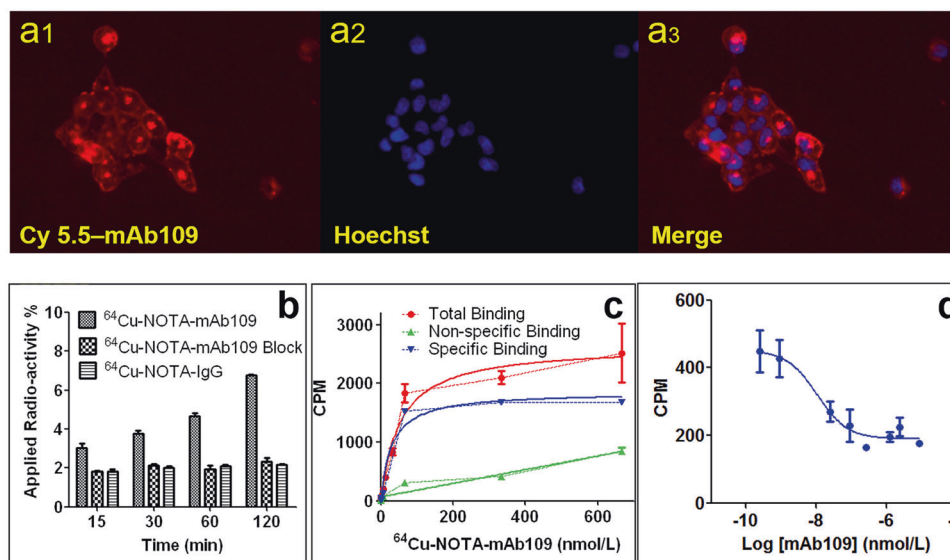 a1
a2
a3
Cy 5.5–mAb109
Hoechst
Merge
b
⁶⁴Cu-NOTA-mAb109
⁶⁴Cu-NOTA-mAb109 Block
⁶⁴Cu-NOTA-IgG
Applied Radio-activity %
10
8
6
4
2
0
15 30 60 120
Time (min)
c
Total Binding
Non-specific Binding
Specific Binding
CPM
3000
2000
1000
0
0 200 400 600
⁶⁴Cu-NOTA-mAb109 (nmol/L)
CPM
600
400
200
0
-10 -8 -6
Log [mAb109] (nmol/L)